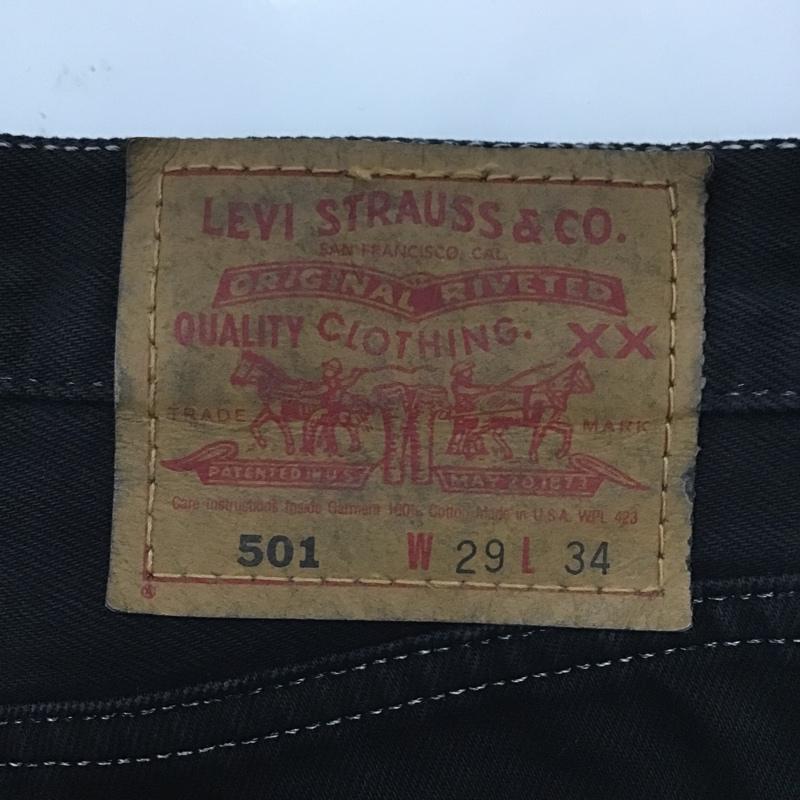 LEVI STRAUSS & CO.
SAN FRANCISCO, CAL.
ORIGINAL RIVETED
QUALITY CLOTHING. XX
TRADE MARK
PATENTED IN U.S. MAY 20, 1873
Care Instructions Inside Garment 100% Cotton Made in U.S.A. WPL 423
501 W 29 L 34
®